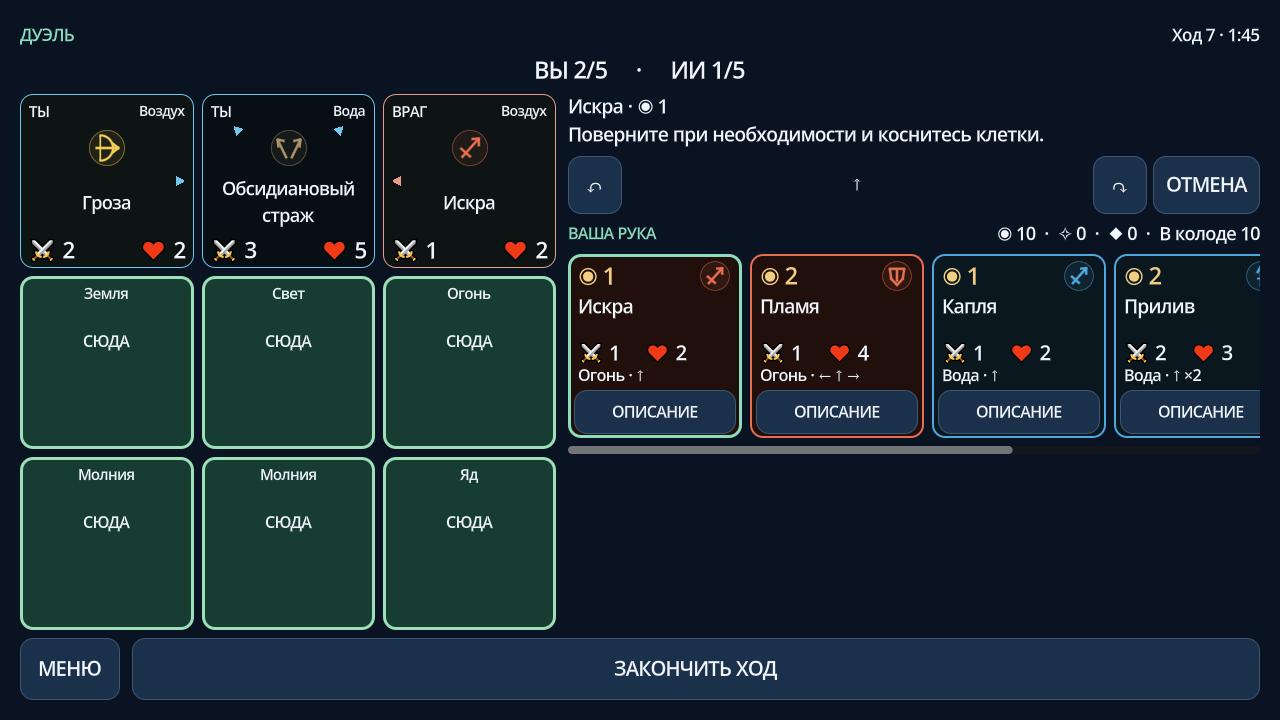 ДУЭЛЬ
Ход 7 · 1:45
ВЫ 2/5 · ИИ 1/5
ТЫ Воздух
Гроза
⚔ 2 ❤ 2
ТЫ Вода
Обсидиановый
страж
⚔ 3 ❤ 5
ВРАГ Воздух
Искра
⚔ 1 ❤ 2
Земля
СЮДА
Свет
СЮДА
Огонь
СЮДА
Молния
СЮДА
Молния
СЮДА
Яд
СЮДА
Искра · ◉ 1
Поверните при необходимости и коснитесь клетки.
↶ ↑ ↷ ОТМЕНА
ВАША РУКА
◉ 10 · ✧ 0 · ◆ 0 · В колоде 10
◉ 1
Искра
⚔ 1 ❤ 2
Огонь · ↑
ОПИСАНИЕ
◉ 2
Пламя
⚔ 1 ❤ 4
Огонь · ← ↑ →
ОПИСАНИЕ
◉ 1
Капля
⚔ 1 ❤ 2
Вода · ↑
ОПИСАНИЕ
◉ 2
Прилив
⚔ 2 ❤ 3
Вода · ↑ ×2
ОПИСАНИЕ
МЕНЮ
ЗАКОНЧИТЬ ХОД